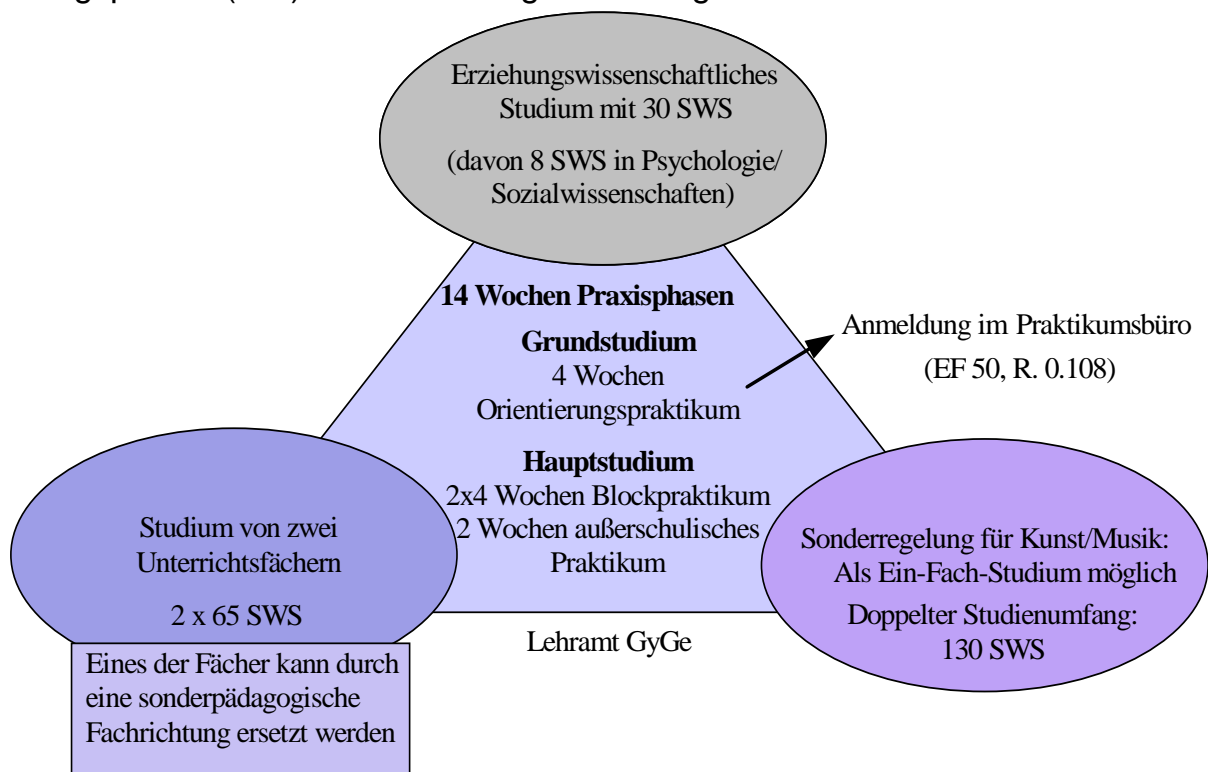 Erziehungswissenschaftliches
Studium mit 30 SWS
(davon 8 SWS in Psychologie/
Sozialwissenschaften)
14 Wochen Praxisphasen
Grundstudium
4 Wochen
Orientierungspraktikum
Anmeldung im Praktikumsbüro
(EF 50, R. 0.108)
Hauptstudium
2x4 Wochen Blockpraktikum
2 Wochen außerschulisches
Praktikum
Studium von zwei
Unterrichtsfächern
2 x 65 SWS
Eines der Fächer kann durch
eine sonderpädagogische
Fachrichtung ersetzt werden
Lehramt GyGe
Sonderregelung für Kunst/Musik:
Als Ein-Fach-Studium möglich
Doppelter Studienumfang:
130 SWS